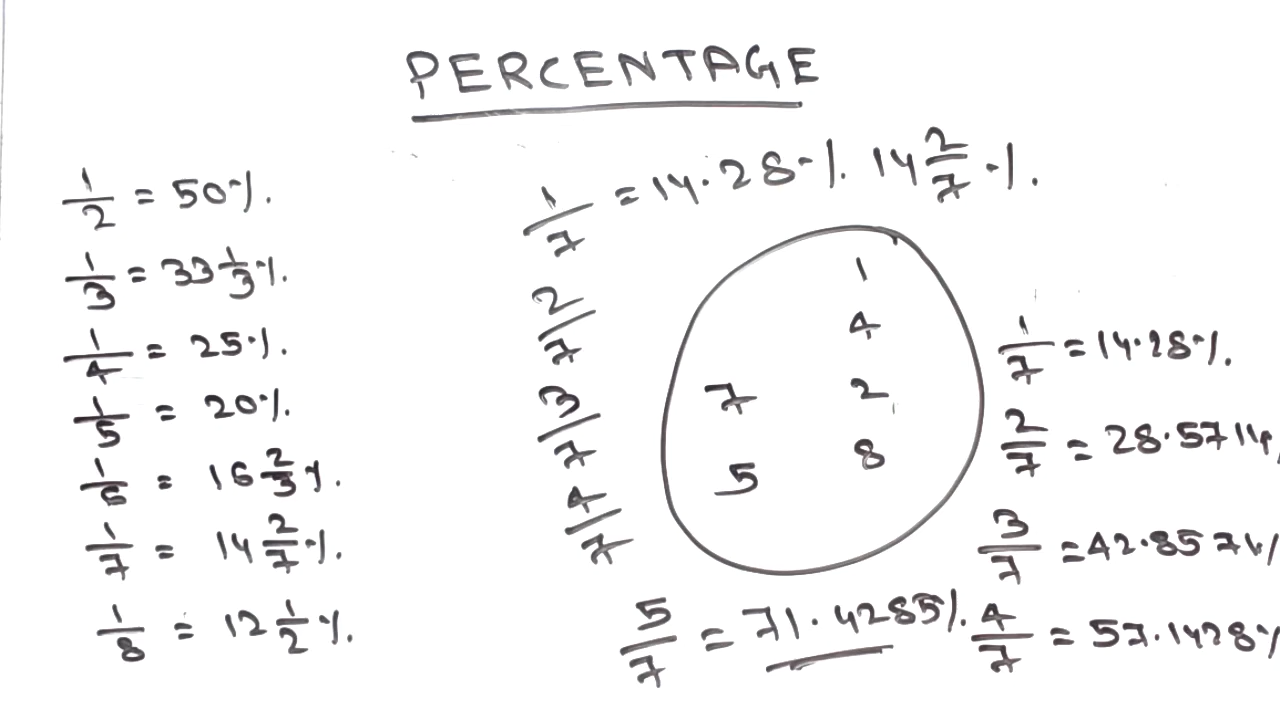 PERCENTAGE
1/2 = 50%.
1/3 = 33 1/3%.
1/4 = 25%.
1/5 = 20%.
1/6 = 16 2/3%.
1/7 = 14 2/7%.
1/8 = 12 1/2%.
1/7 = 14.28%. 14 2/7%.
2/7
3/7
4/7
1
4
7 2
5 8
1/7 = 14.28%.
2/7 = 28.571
3/7 = 42.857
5/7 = 71.4285%.
4/7 = 57.1428%